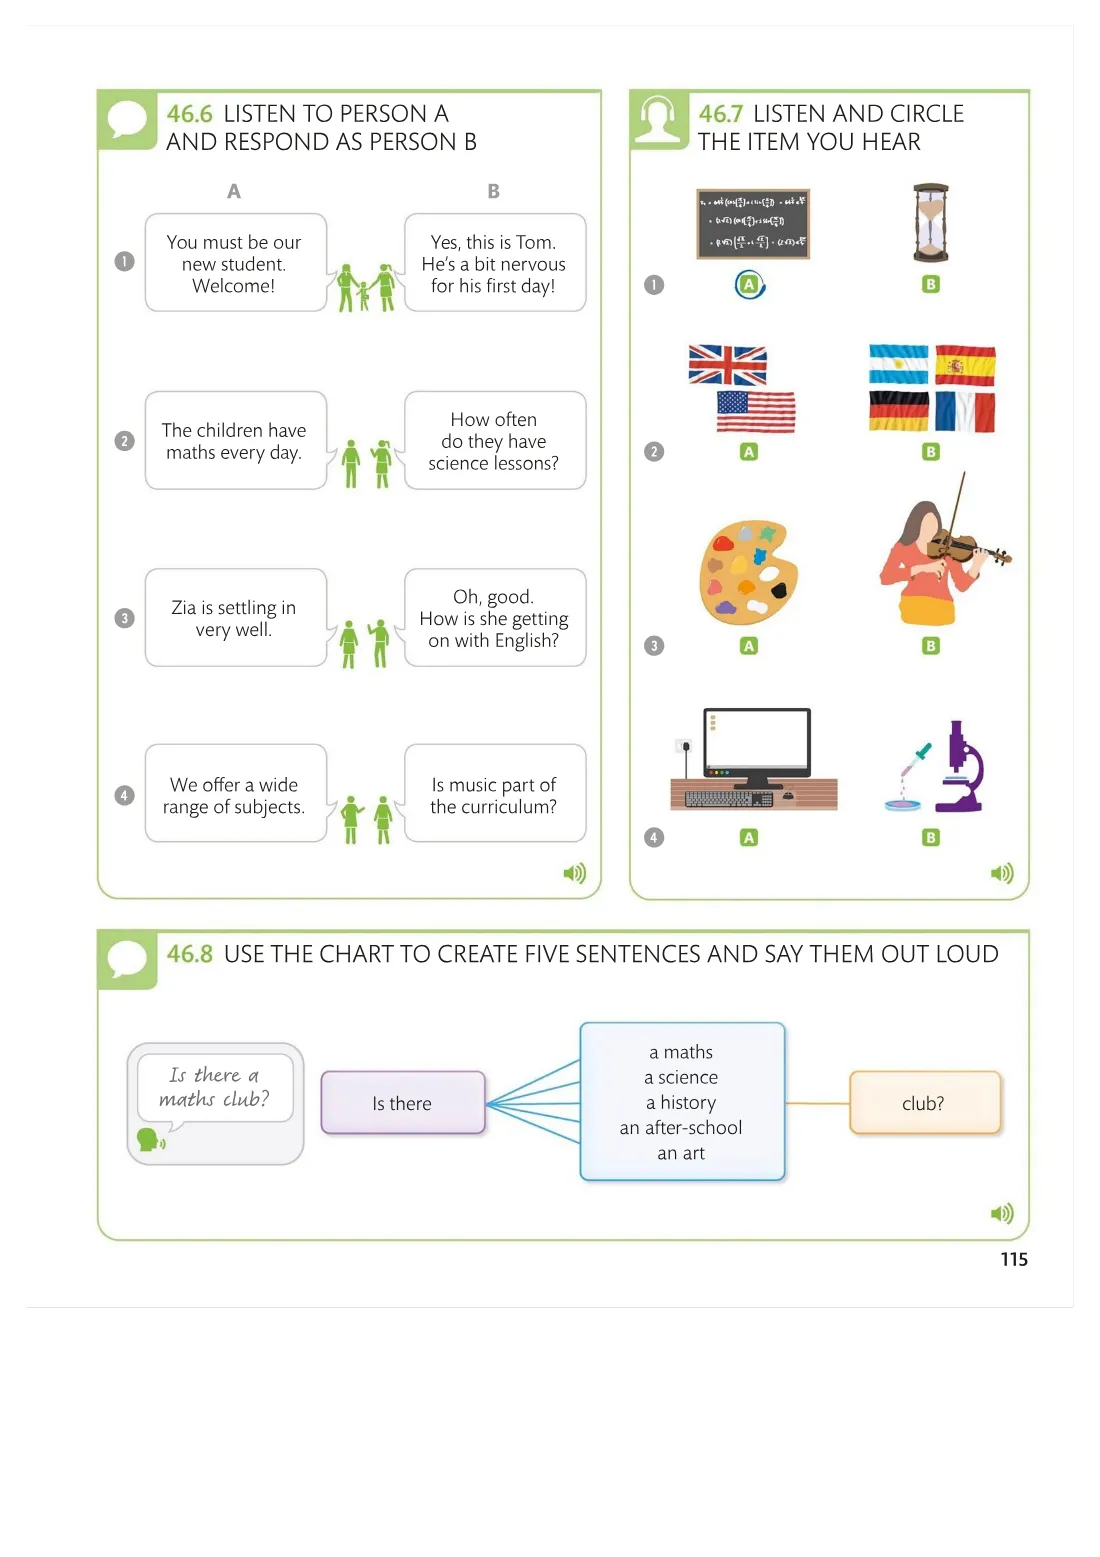 46.6 LISTEN TO PERSON A
AND RESPOND AS PERSON B
A
B
1
You must be our
new student.
Welcome!
Yes, this is Tom.
He's a bit nervous
for his first day!
2
The children have
maths every day.
How often
do they have
science lessons?
3
Zia is settling in
very well.
Oh, good.
How is she getting
on with English?
4
We offer a wide
range of subjects.
Is music part of
the curriculum?
46.7 LISTEN AND CIRCLE
THE ITEM YOU HEAR
1
A
B
2
A
B
3
A
B
4
A
B
46.8 USE THE CHART TO CREATE FIVE SENTENCES AND SAY THEM OUT LOUD
Is there a
maths club?
Is there
a maths
a science
a history
an after-school
an art
club?
115